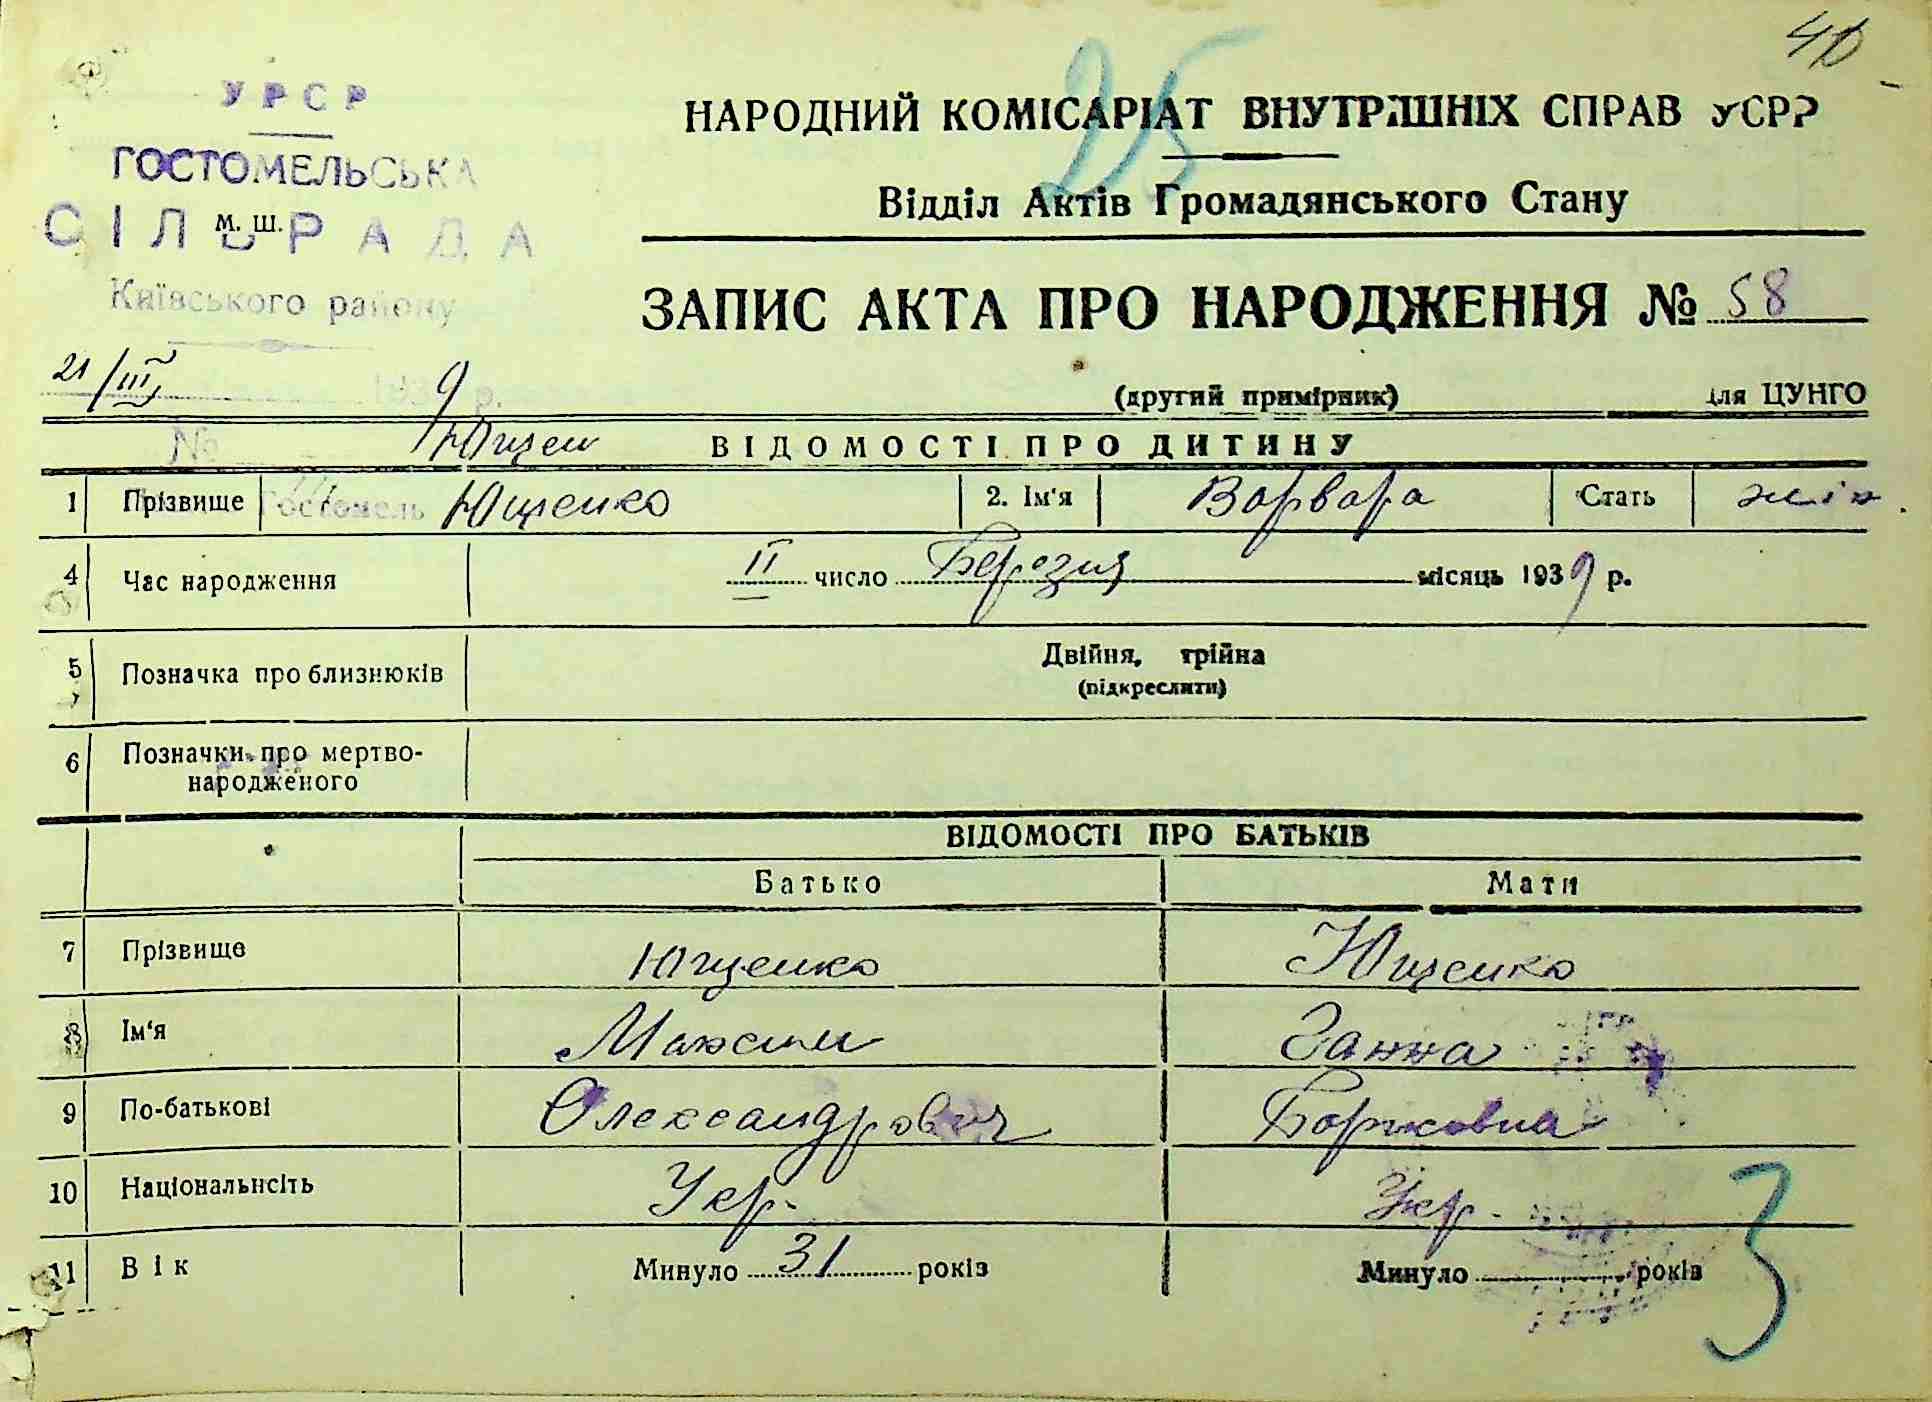 40
25
УРСР
ГОСТОМЕЛЬСЬКА
м. ш.
СІЛЬРАДА
Київського району
НАРОДНИЙ КОМІСАРІАТ ВНУТРІШНІХ СПРАВ УСРР
Відділ Актів Громадянського Стану
ЗАПИС АКТА ПРО НАРОДЖЕННЯ № 58
21/III 1939 р.
(другий примірник) для ЦУНГО
№ Ющен
ВІДОМОСТІ ПРО ДИТИНУ
1 Прізвище Гостомель Ющенко 2. Ім'я Варвара Стать жін.
4 Час народження 11 число Березня місяць 1939 р.
5 Позначка про близнюків Двійня, трійна
(підкреслити)
6 Позначки про мертво-
народженого
ВІДОМОСТІ ПРО БАТЬКІВ
Батько Мати
7 Прізвище Ющенко Ющенко
8 Ім'я Максим Ганна
9 По-батькові Олександрович
10 Національнсіть Укр. Укр.
11 Вік Минуло 31 років Минуло років
3